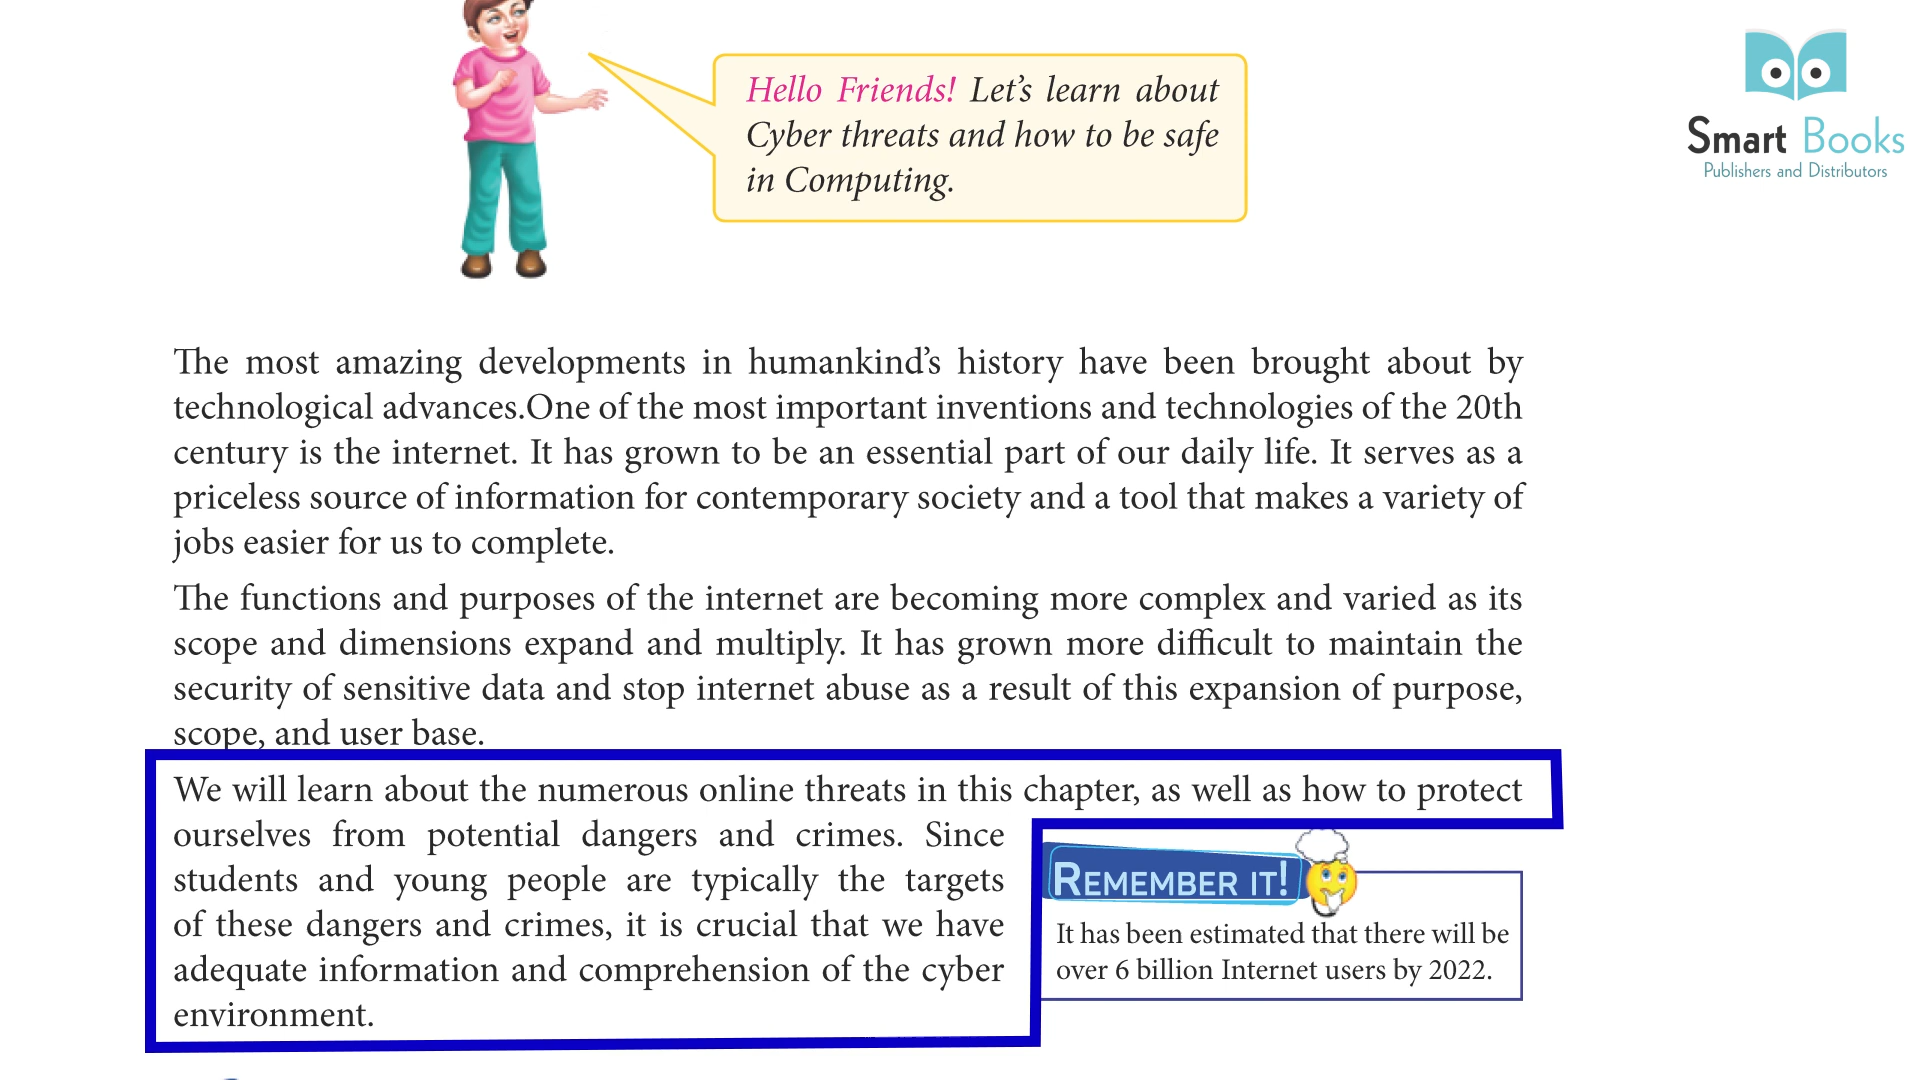 Hello Friends! Let’s learn about
Cyber threats and how to be safe
in Computing.
Smart Books
Publishers and Distributors
The most amazing developments in humankind’s history have been brought about by
technological advances.One of the most important inventions and technologies of the 20th
century is the internet. It has grown to be an essential part of our daily life. It serves as a
priceless source of information for contemporary society and a tool that makes a variety of
jobs easier for us to complete.
The functions and purposes of the internet are becoming more complex and varied as its
scope and dimensions expand and multiply. It has grown more difficult to maintain the
security of sensitive data and stop internet abuse as a result of this expansion of purpose,
scope, and user base.
We will learn about the numerous online threats in this chapter, as well as how to protect
ourselves from potential dangers and crimes. Since
students and young people are typically the targets
of these dangers and crimes, it is crucial that we have
adequate information and comprehension of the cyber
environment.
REMEMBER IT!
It has been estimated that there will be
over 6 billion Internet users by 2022.